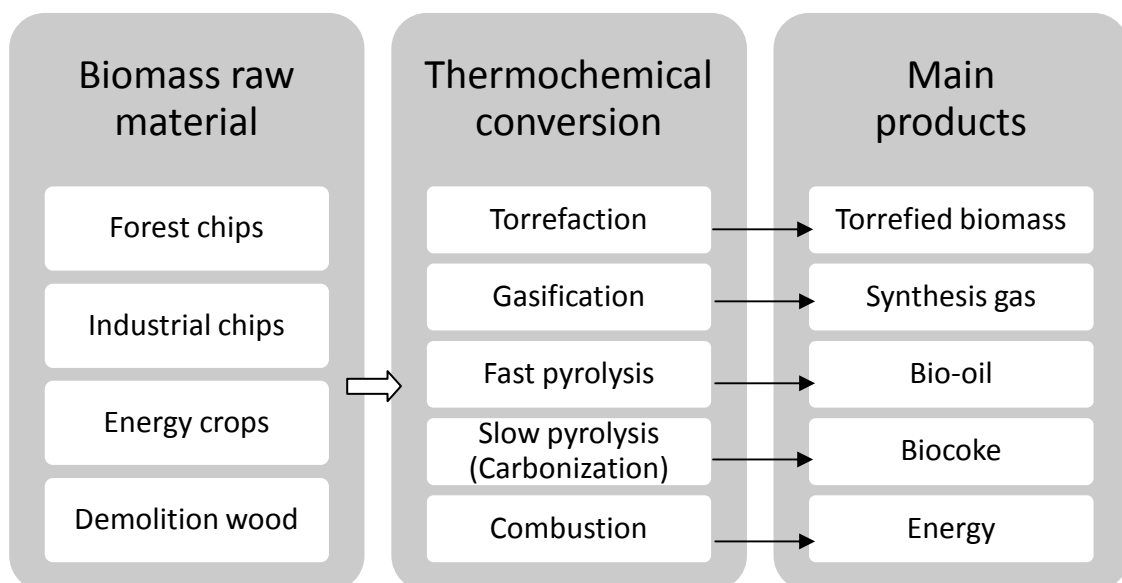 Biomass raw
material
Forest chips
Industrial chips
Energy crops
Demolition wood
Thermochemical
conversion
Torrefaction
Gasification
Fast pyrolysis
Slow pyrolysis
(Carbonization)
Combustion
Main
products
Torrefied biomass
Synthesis gas
Bio-oil
Biocoke
Energy